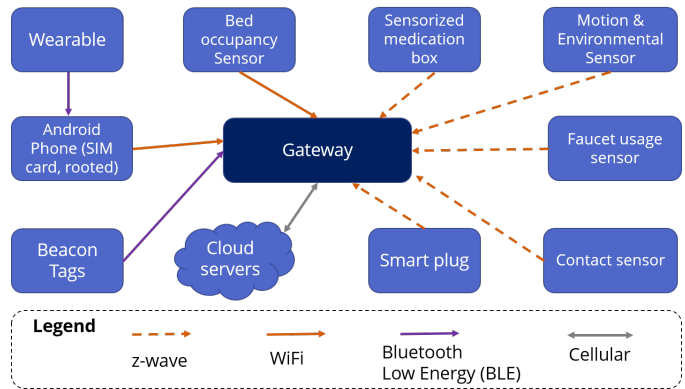 Wearable
Bed
occupancy
Sensor
Sensorized
medication
box
Motion &
Environmental
Sensor
Android
Phone (SIM
card, rooted)
Gateway
Faucet usage
sensor
Beacon
Tags
Cloud
servers
Smart plug
Contact sensor
Legend
z-wave
WiFi
Bluetooth
Low Energy (BLE)
Cellular